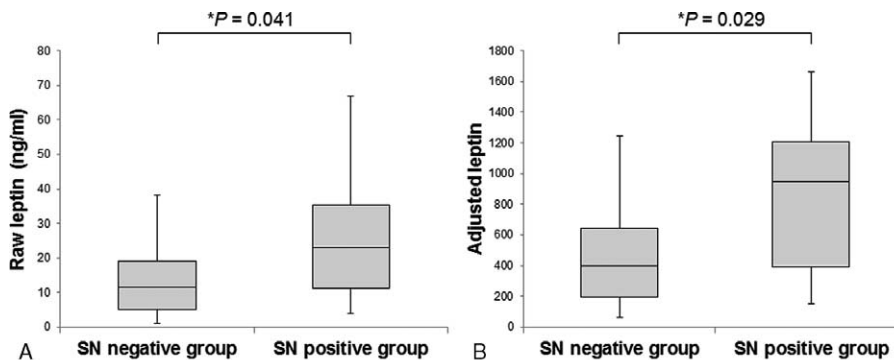 *P = 0.041
Raw leptin (ng/ml)
80
70
60
50
40
30
20
10
0
SN negative group
SN positive group
A
*P = 0.029
Adjusted leptin
1800
1600
1400
1200
1000
800
600
400
200
0
SN negative group
SN positive group
B